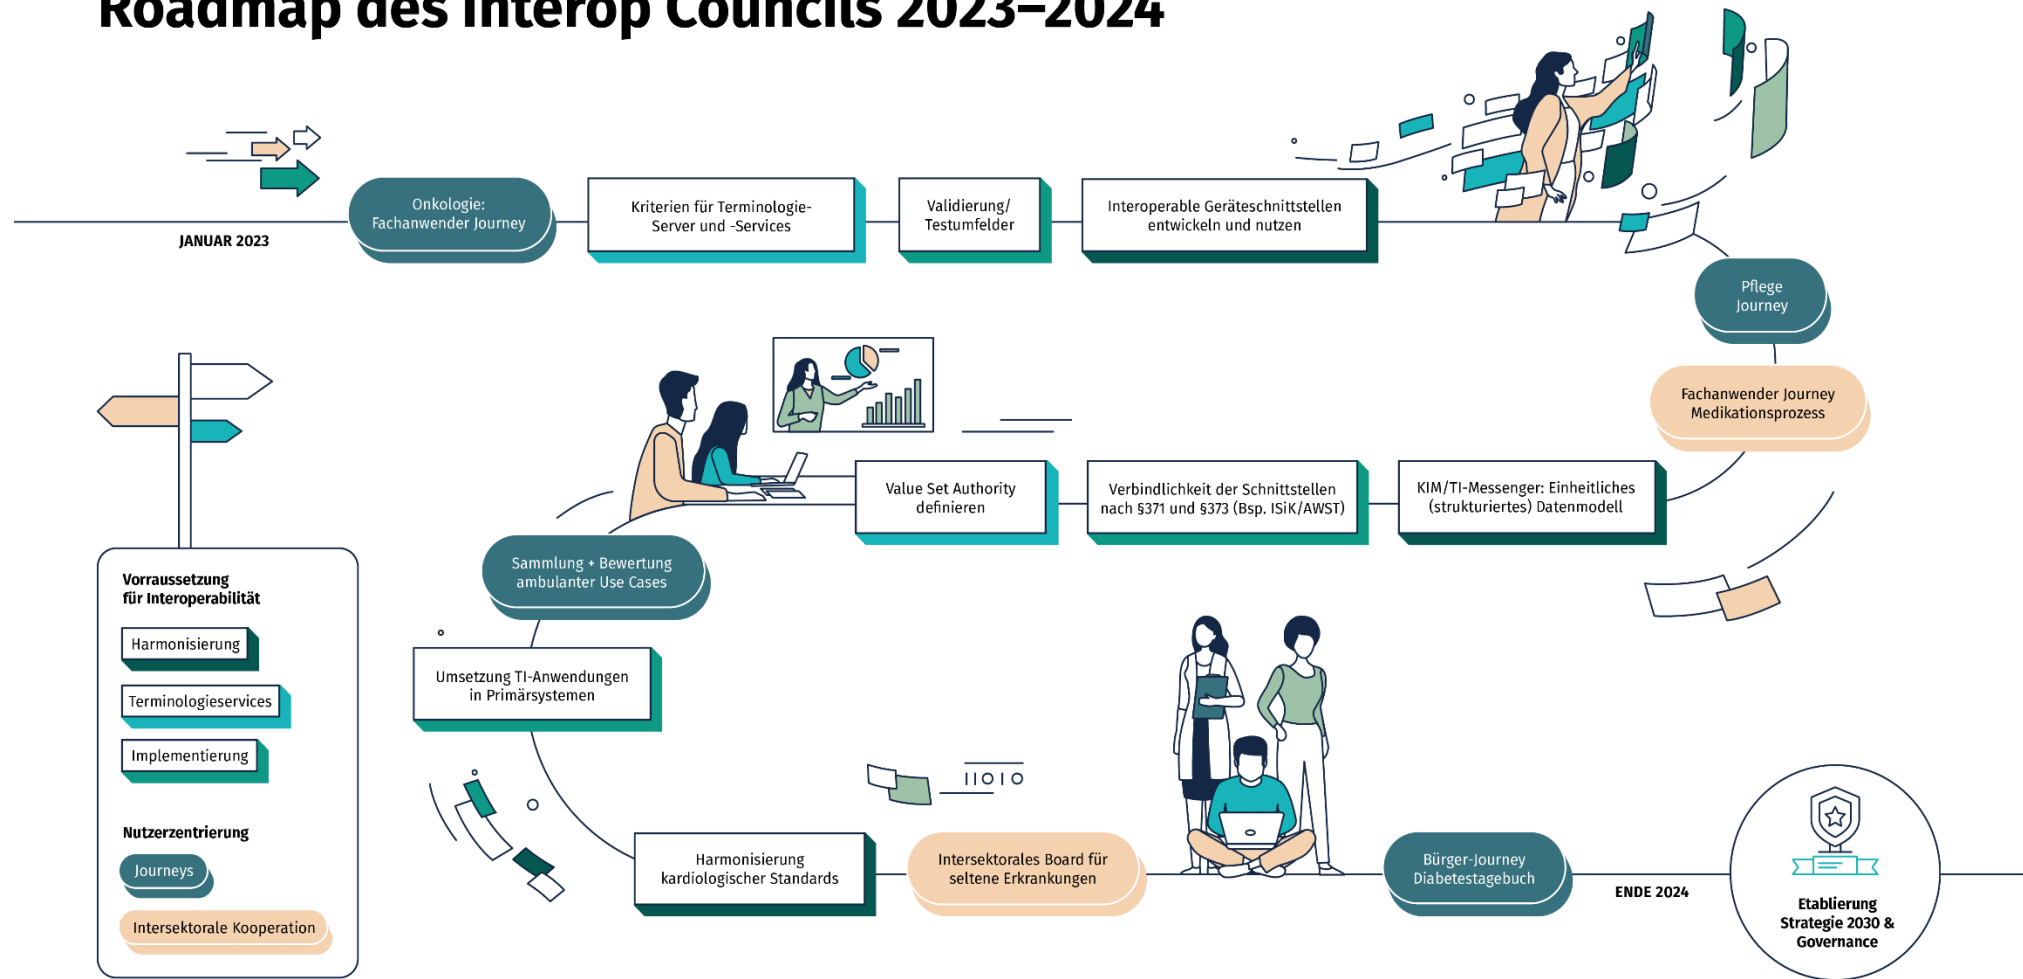 Roadmap des Interop Councils 2023–2024
JANUAR 2023
Onkologie:
Fachanwender Journey
Kriterien für Terminologie-
Server und -Services
Validierung/
Testumfelder
Interoperable Geräteschnittstellen
entwickeln und nutzen
Pflege
Journey
Fachanwender Journey
Medikationsprozess
KIM/TI-Messenger: Einheitliches
(strukturiertes) Datenmodell
Verbindlichkeit der Schnittstellen
nach §371 und §373 (Bsp. ISiK/AWST)
Value Set Authority
definieren
Sammlung + Bewertung
ambulanter Use Cases
Umsetzung TI-Anwendungen
in Primärsystemen
Harmonisierung
kardiologischer Standards
11010
Intersektorales Board für
seltene Erkrankungen
Bürger-Journey
Diabetestagebuch
ENDE 2024
Etablierung
Strategie 2030 &
Governance
Vorraussetzung
für Interoperabilität
Harmonisierung
Terminologieservices
Implementierung
Nutzerzentrierung
Journeys
Intersektorale Kooperation